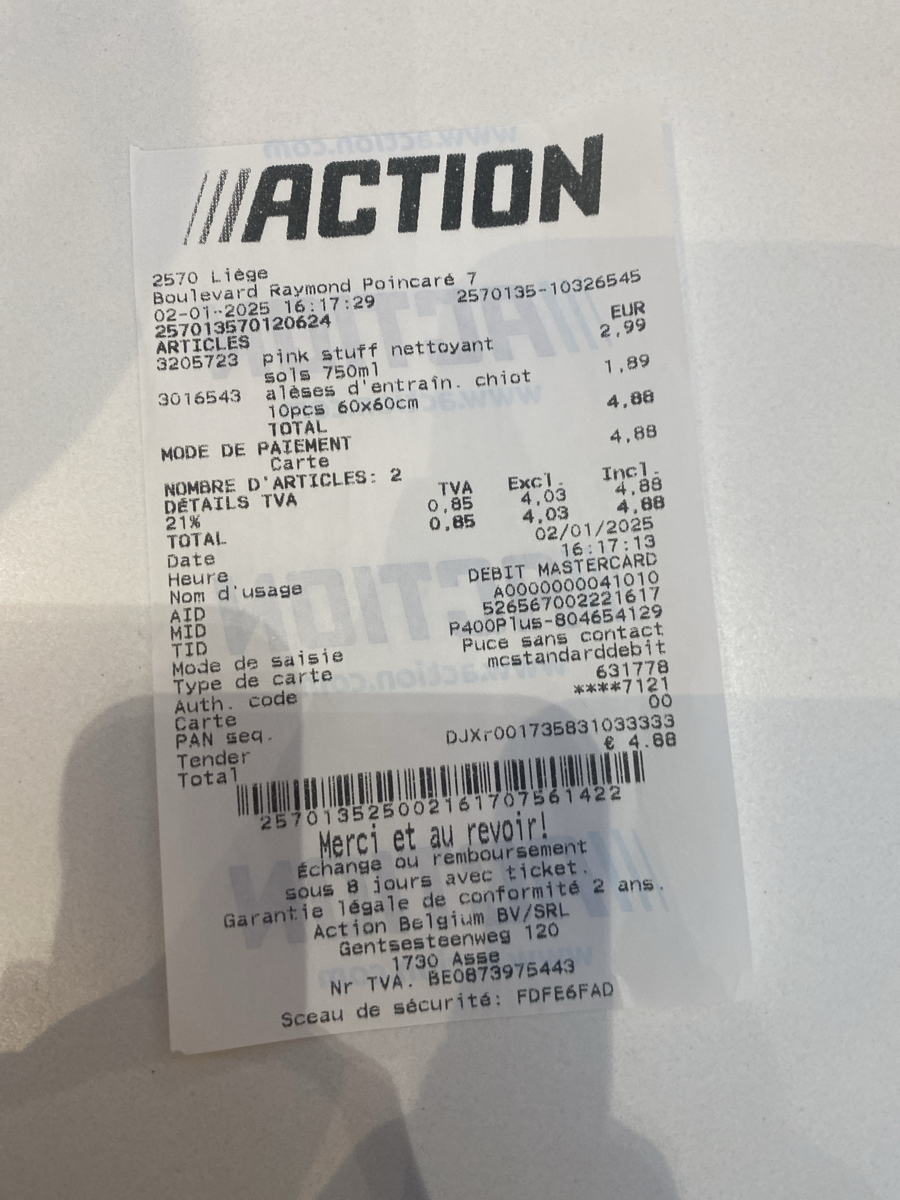 ///ACTION
2570 Liège
Boulevard Raymond Poincaré 7
02-01-2025 16:17:29 2570135-10326545
257013570120624 EUR
ARTICLES
3205723 pink stuff nettoyant 2,99
sols 750ml
3016543 alèses d'entraîn. chiot 1,89
10pcs 60x60cm
TOTAL 4,88
MODE DE PAIEMENT
Carte 4,88
NOMBRE D'ARTICLES: 2
DÉTAILS TVA TVA Excl. Incl.
21% 0,85 4,03 4,88
TOTAL 0,85 4,03 4,88
Date 02/01/2025
Heure 16:17:13
Nom d'usage DEBIT MASTERCARD
AID A0000000041010
MID 526567002221617
TID P400Plus-804654129
Mode de saisie Puce sans contact
Type de carte mcstandarddebit
Auth. code 631778
Carte ****7121
PAN seq. 00
Tender DJXr001735831033333
Total € 4.88
2570135250021617075614 22
Merci et au revoir!
Échange ou remboursement
sous 8 jours avec ticket.
Garantie légale de conformité 2 ans.
Action Belgium BV/SRL
Gentsesteenweg 120
1730 Asse
Nr TVA. BE0873975443
Sceau de sécurité: FDFE6FAD